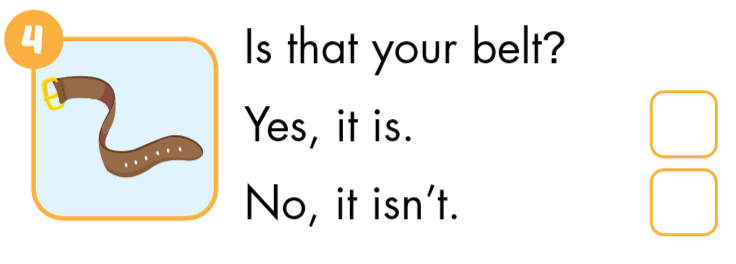 4
Is that your belt?
Yes, it is.
No, it isn't.